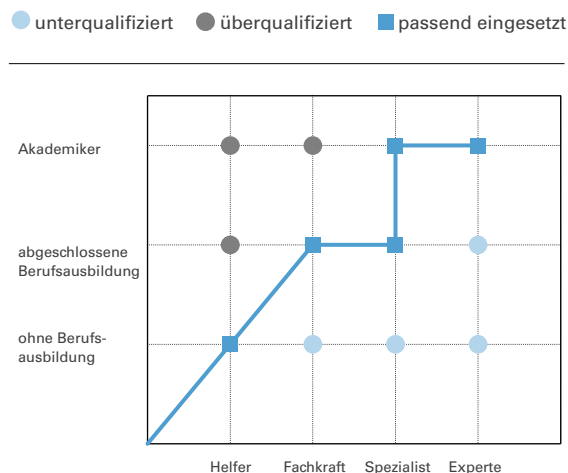 unterqualifiziert überqualifiziert passend eingesetzt
Akademiker
abgeschlossene
Berufsausbildung
ohne Berufs-
ausbildung
Helfer Fachkraft Spezialist Experte